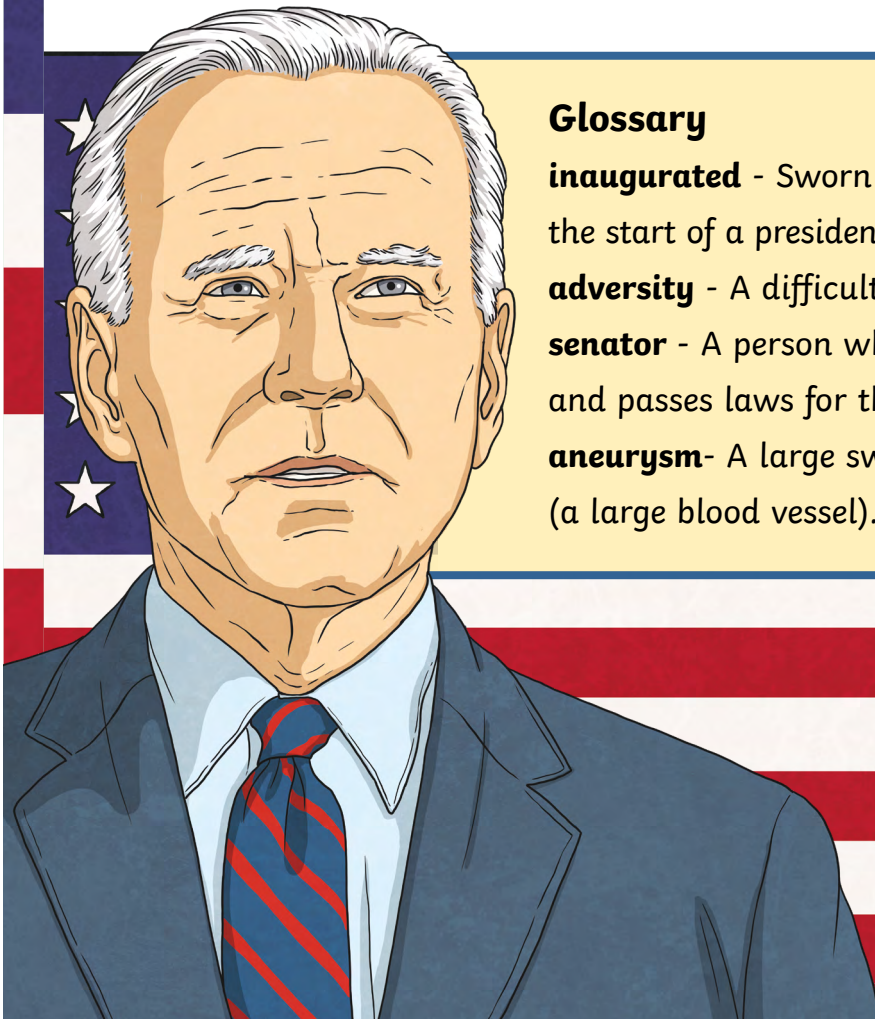 Glossary
inaugurated - Sworn
the start of a presiden
adversity - A difficult
senator - A person wh
and passes laws for th
aneurysm- A large sw
(a large blood vessel).